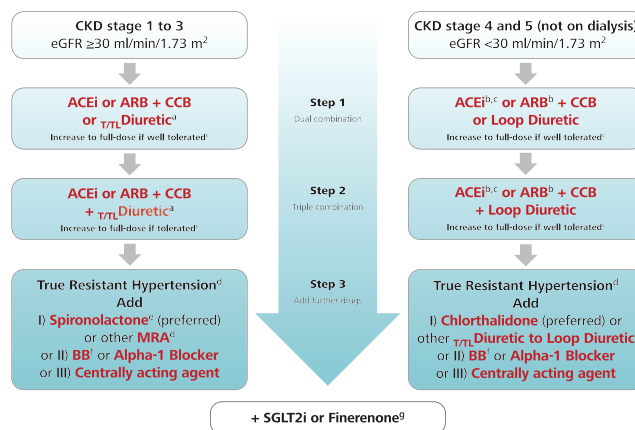 CKD stage 1 to 3
eGFR ≥30 ml/min/1.73 m²
ACEi or ARB + CCB
or T/TLDiureticᵃ
Increase to full-dose if well tolerated
ACEi or ARB + CCB
+ T/TLDiureticᵃ
Increase to full-dose if well tolerated
True Resistant Hypertensionᵈ
Add
I) Spironolactoneᵉ (preferred)
or other MRAᵈ
or II) BBᶠ or Alpha-1 Blocker
or III) Centrally acting agent
Step 1
Dual combination
Step 2
Triple combination
Step 3
Add further drugs
CKD stage 4 and 5 (not on dialysis)
eGFR <30 ml/min/1.73 m²
ACEiᵇ,ᶜ or ARBᵇ + CCB
or Loop Diuretic
Increase to full-dose if well tolerated
ACEiᵇ,ᶜ or ARBᵇ + CCB
+ Loop Diuretic
Increase to full-dose if well tolerated
True Resistant Hypertensionᵈ
Add
I) Chlorthalidone (preferred) or
other T/TLDiuretic to Loop Diuretic
or II) BBᶠ or Alpha-1 Blocker
or III) Centrally acting agent
+ SGLT2i or Finerenoneᵍ